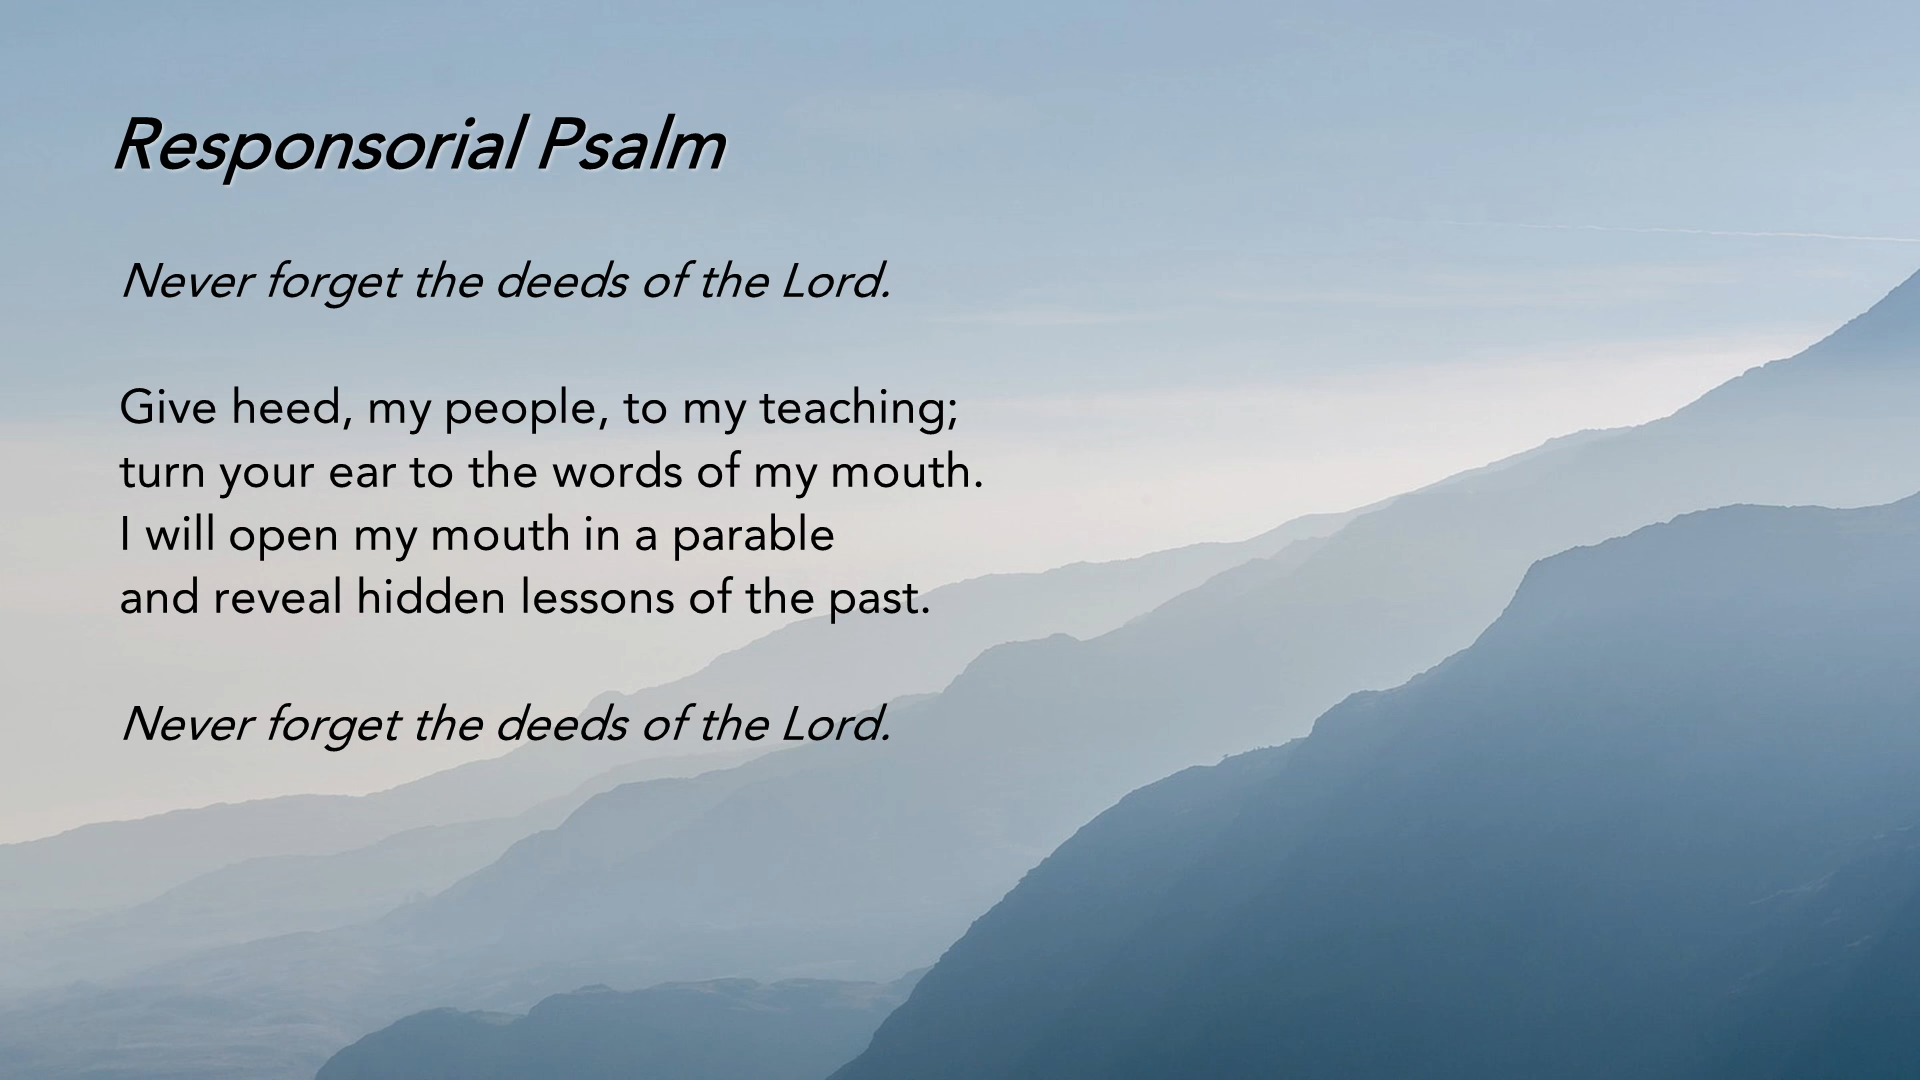 Responsorial Psalm
Never forget the deeds of the Lord.
Give heed, my people, to my teaching;
turn your ear to the words of my mouth.
I will open my mouth in a parable
and reveal hidden lessons of the past.
Never forget the deeds of the Lord.